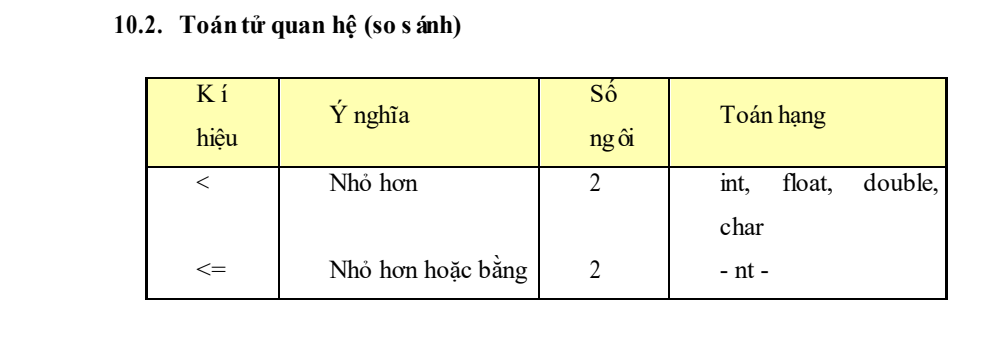 10.2. Toán tử quan hệ (so sánh)
Kí
hiệu
Ý nghĩa
Số
ngôi
Toán hạng
<
Nhỏ hơn
2
int, float, double,
char
<=
Nhỏ hơn hoặc bằng
2
- nt -